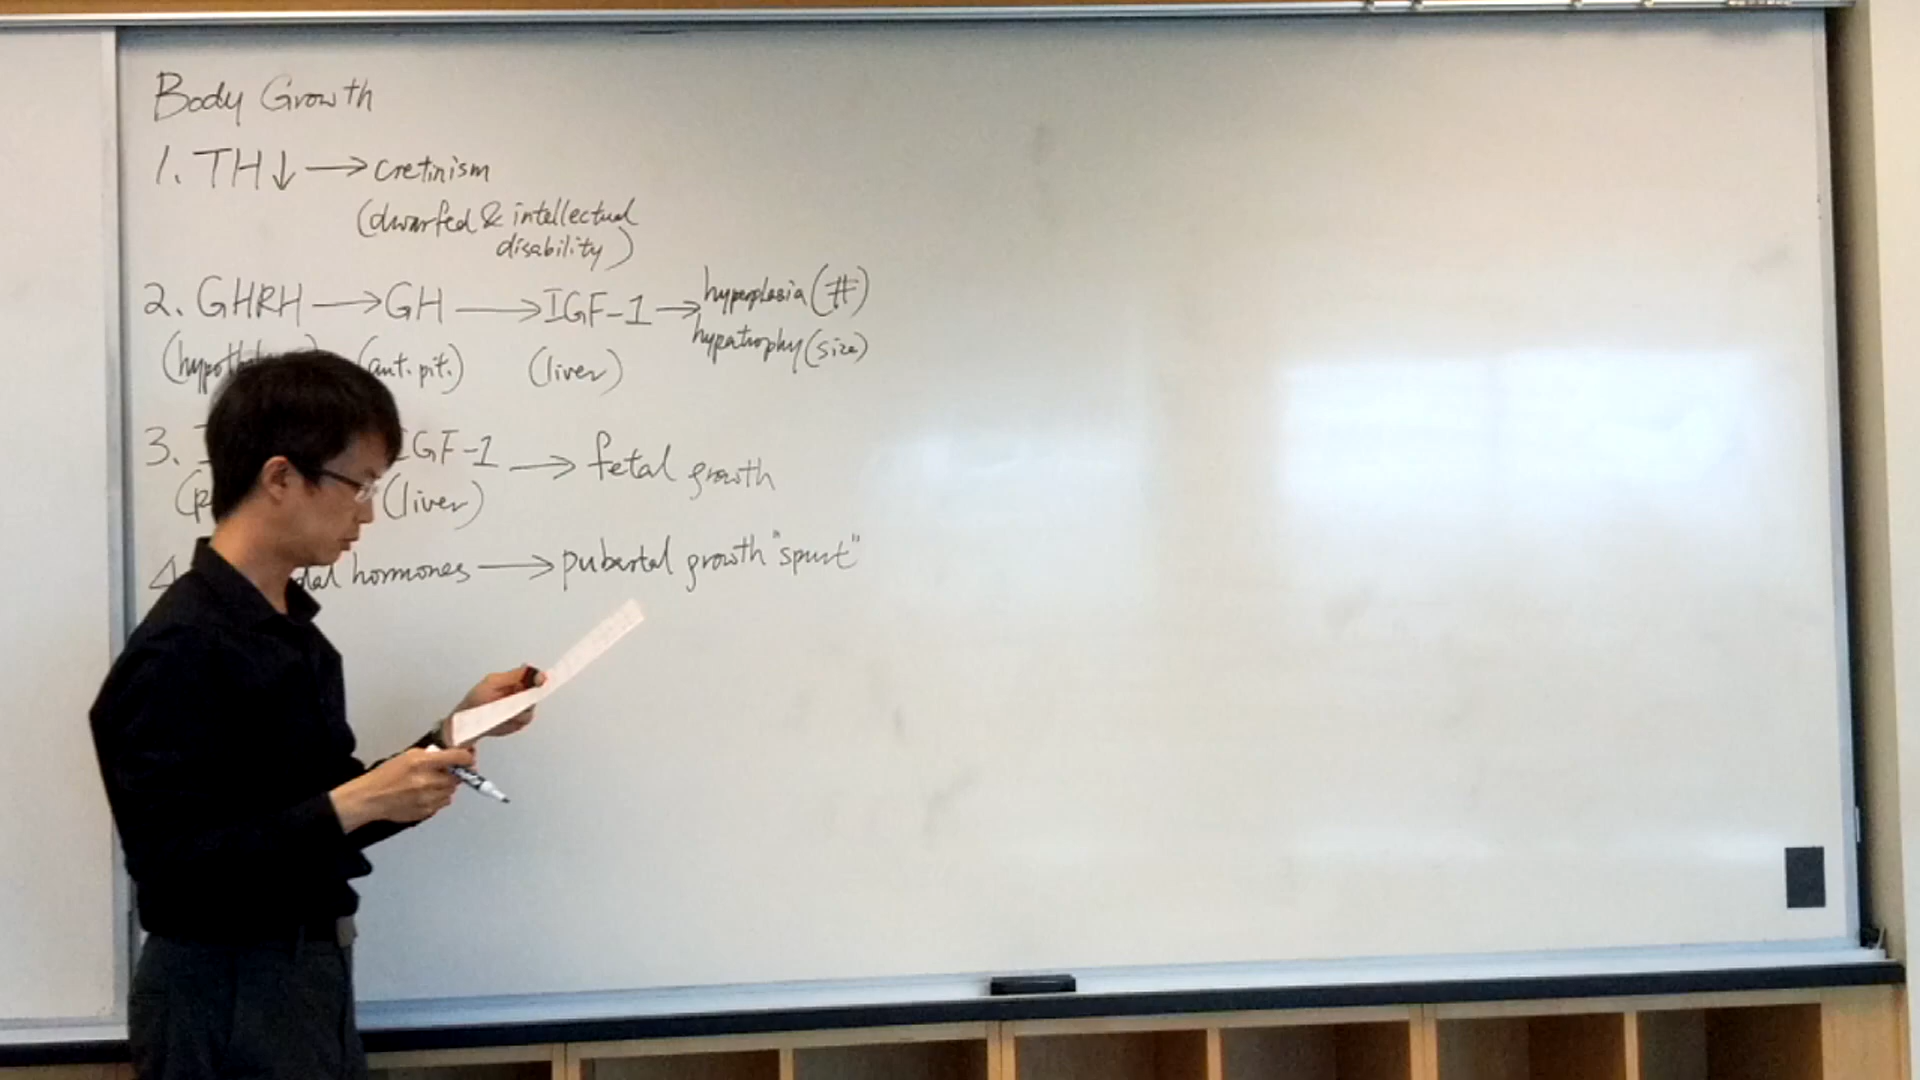 Body Growth
1. TH↓ → cretinism
(dwarfed & intellectual
disability)
2. GHRH → GH → IGF-1 → hyperplasia (#)
hypertrophy (size)
(ant. pit.) (liver)
3. IGF-1 → fetal growth
(liver)
4. hormones → pubertal growth "spurt"